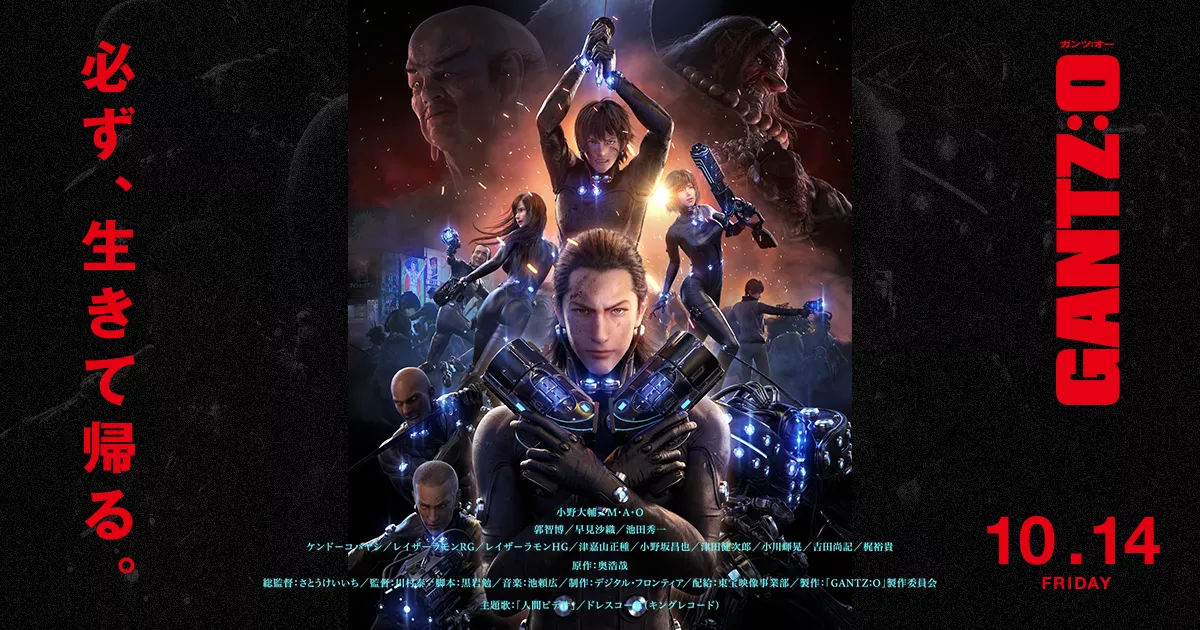 必ず、生きて帰る。
ガンツ:オー
GANTZ:O
小野大輔／M・A・O
郭智博／早見沙織／池田秀一
ケンドーコバヤシ／レイザーラモンRG／レイザーラモンHG／津嘉山正種／小野坂昌也／津田健次郎／小川輝晃／吉田尚記／梶裕貴
原作：奥浩哉
総監督：さとうけいいち／監督：川村泰／脚本：黒岩勉／音楽：池頼広／制作：デジタル・フロンティア／配給：東宝映像事業部／製作：「GANTZ:O」製作委員会
主題歌：「人間ビデオ」／ドレスコーズ（キングレコード）
10.14
FRIDAY